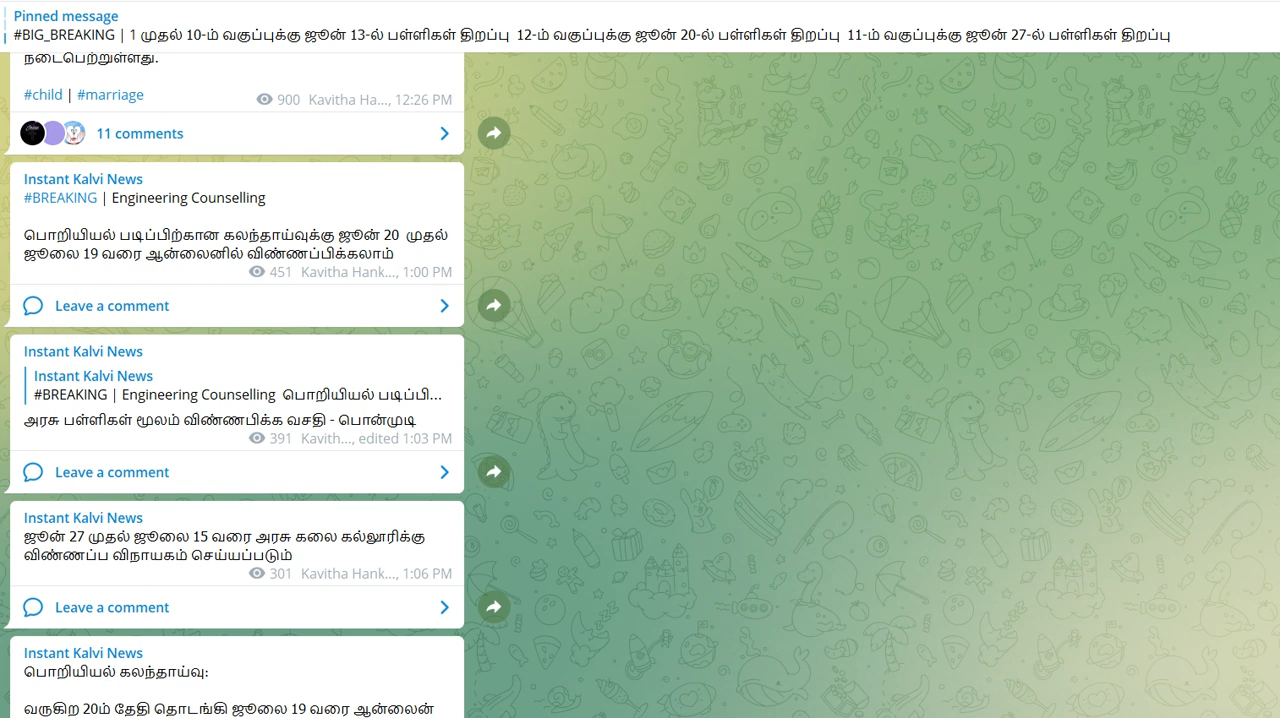 Pinned message
#BIG_BREAKING | 1 முதல் 10-ம் வகுப்புக்கு ஜூன் 13-ல் பள்ளிகள் திறப்பு 12-ம் வகுப்புக்கு ஜூன் 20-ல் பள்ளிகள் திறப்பு 11-ம் வகுப்புக்கு ஜூன் 27-ல் பள்ளிகள் திறப்பு
நடைபெற்றுள்ளது.
#child | #marriage
900 Kavitha Ha..., 12:26 PM
11 comments
Instant Kalvi News
#BREAKING | Engineering Counselling
பொறியியல் படிப்பிற்கான கலந்தாய்வுக்கு ஜூன் 20 முதல்
ஜூலை 19 வரை ஆன்லைனில் விண்ணப்பிக்கலாம்
451 Kavitha Hank..., 1:00 PM
Leave a comment
Instant Kalvi News
Instant Kalvi News
#BREAKING | Engineering Counselling பொறியியல் படிப்பி...
அரசு பள்ளிகள் மூலம் விண்ணபிக்க வசதி - பொன்முடி
391 Kavith..., edited 1:03 PM
Leave a comment
Instant Kalvi News
ஜூன் 27 முதல் ஜூலை 15 வரை அரசு கலை கல்லூரிக்கு
விண்ணப்ப விநாயகம் செய்யப்படும்
301 Kavitha Hank..., 1:06 PM
Leave a comment
Instant Kalvi News
பொறியியல் கலந்தாய்வு:
வருகிற 20ம் தேதி தொடங்கி ஜூலை 19 வரை ஆன்லைன்